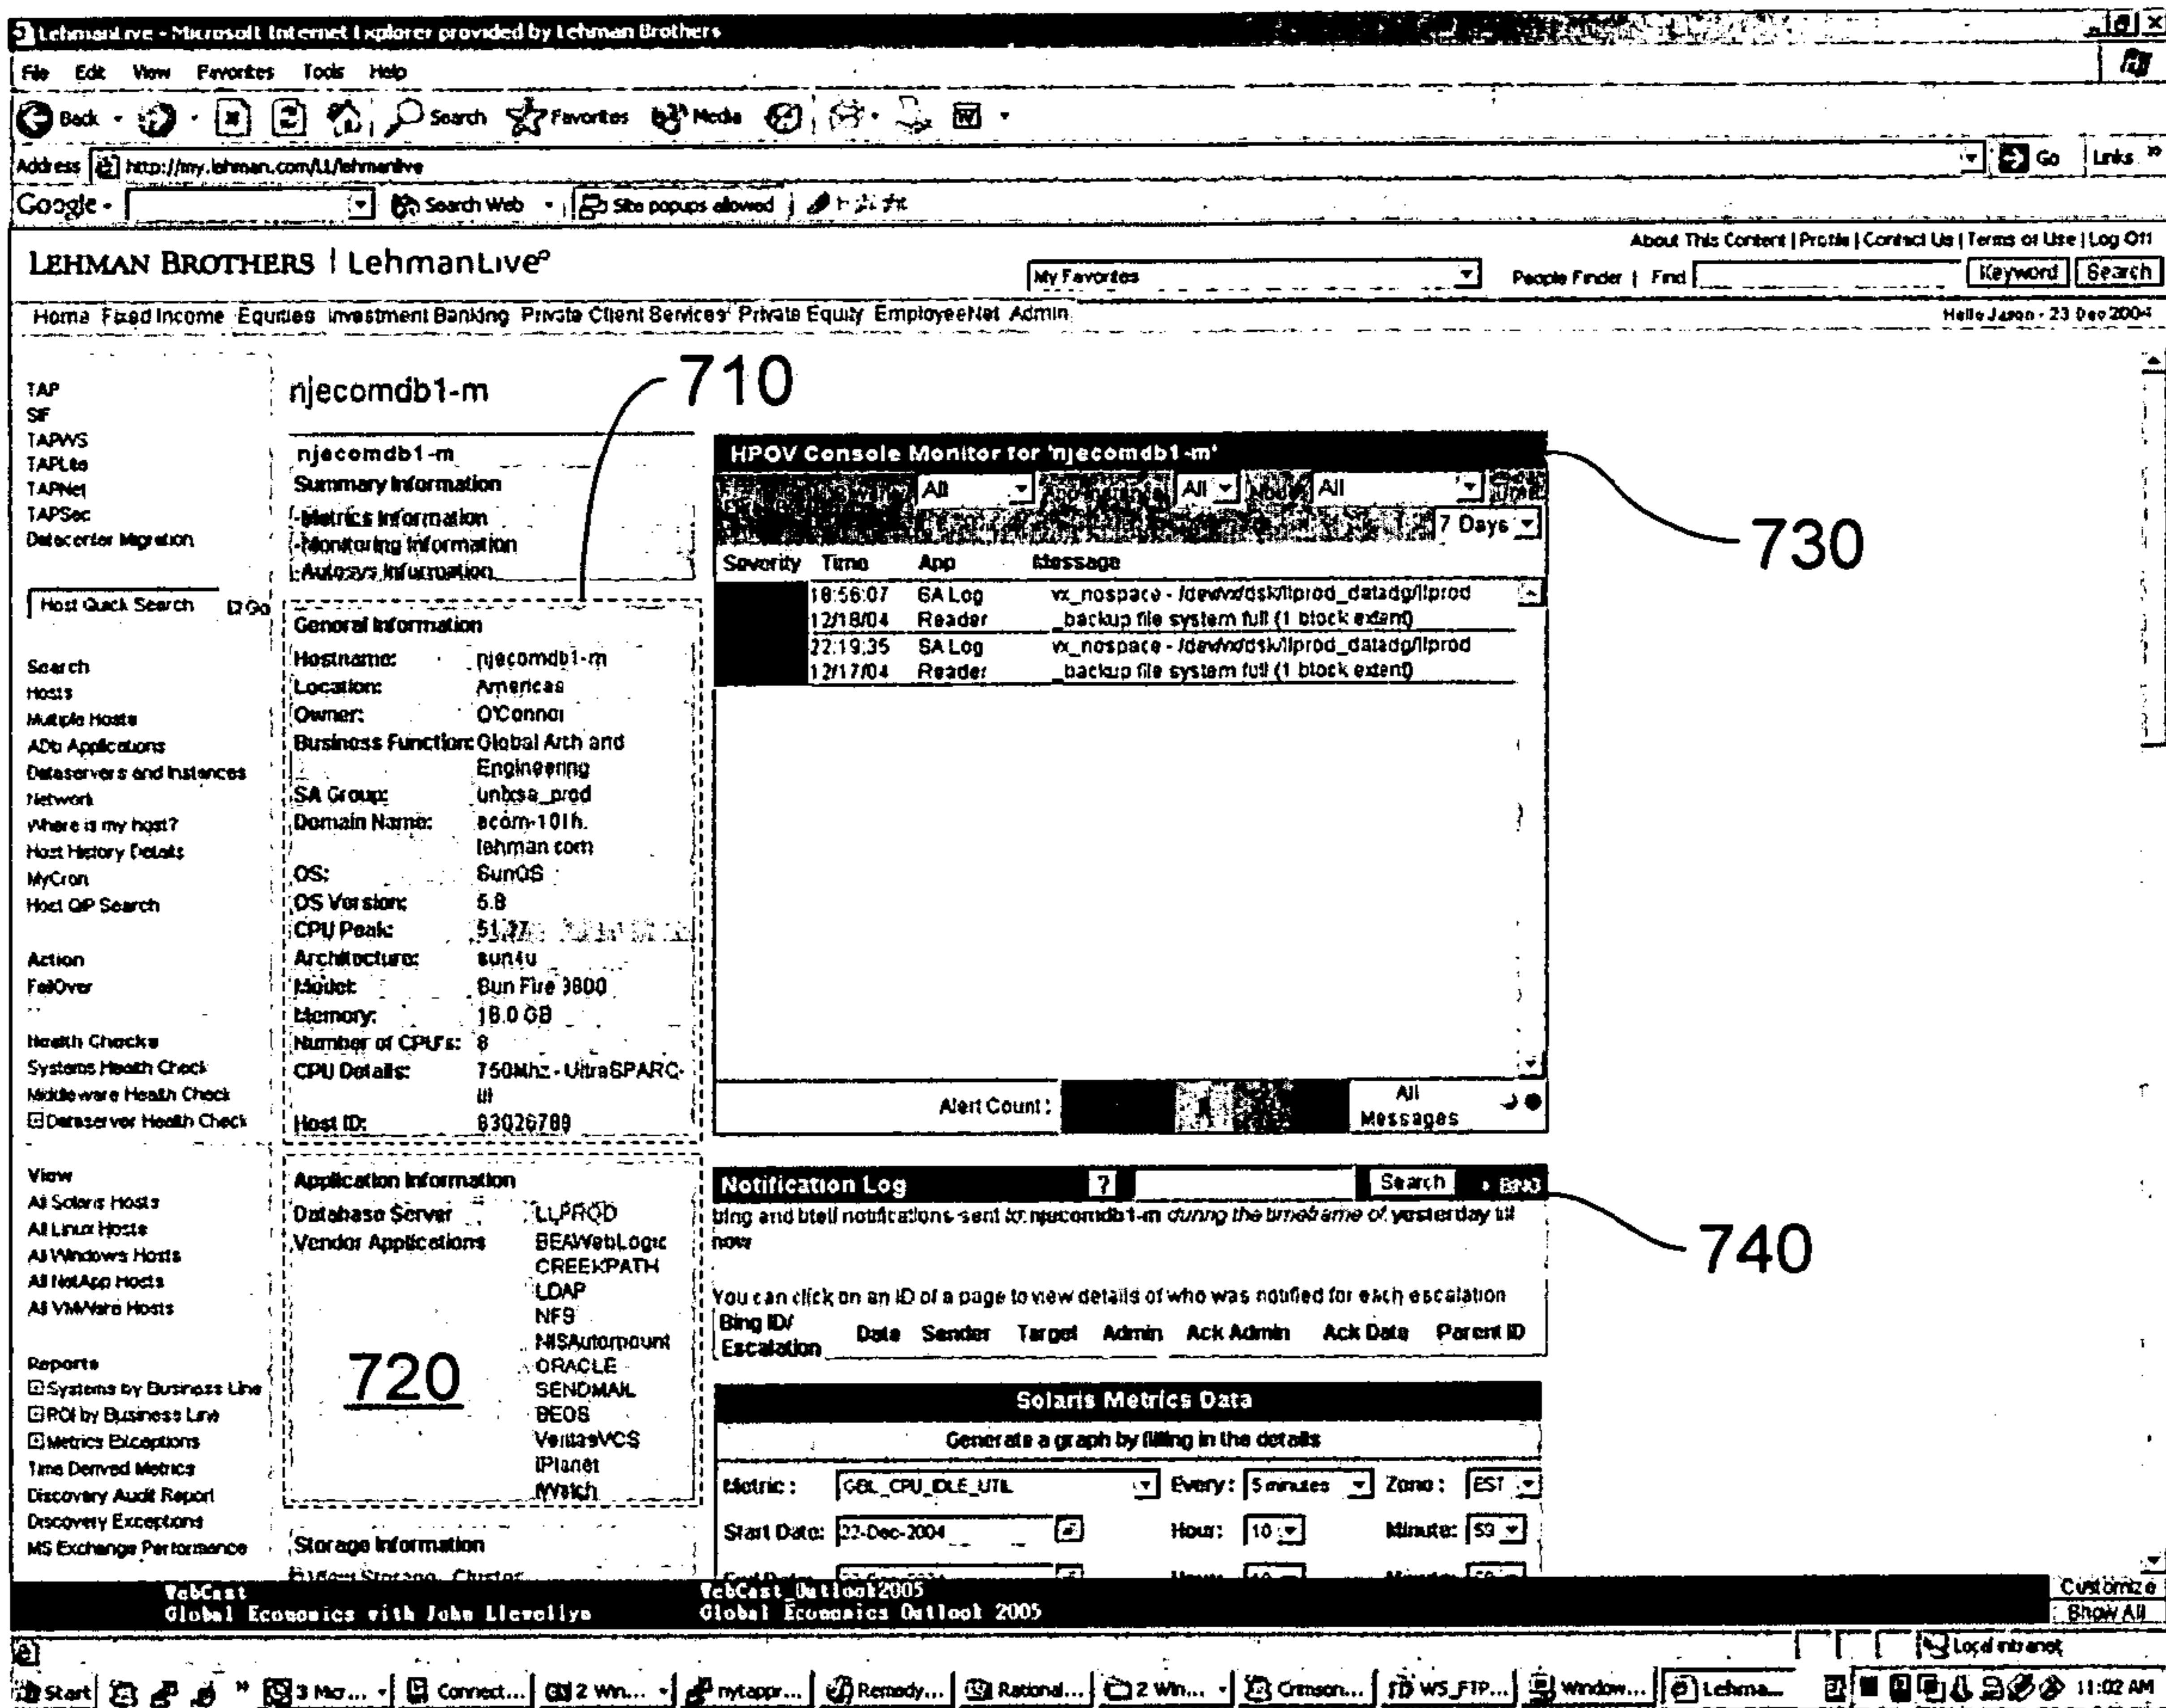 LehmanLive - Microsoft Internet Explorer provided by Lehman Brothers
File Edit View Favorites Tools Help
Back Search Favorites Media
Address http://my.lehman.com/LL/lehmanlive Go Links
Google Search Web Site popups allowed
About This Content | Profile | Contact Us | Terms of Use | Log Off
LEHMAN BROTHERS | LehmanLive
My Favorites People Finder | Find Keyword Search
Home Fixed Income Equities Investment Banking Private Client Services Private Equity EmployeeNet Admin
Hello Jason - 23 Dec 2004
TAP
SIF
TAPWS
TAPLite
TAPNet
TAPSec
Datacenter Migration
Host Quick Search Go
Search
Hosts
Multiple Hosts
ADb Applications
Dataservers and Instances
Network
Where is my host?
Host History Details
MyCron
Host QIP Search
Action
FailOver
Health Checks
Systems Health Check
Middleware Health Check
Dataserver Health Check
View
All Solaris Hosts
All Linux Hosts
All Windows Hosts
All NetApp Hosts
All VMWare Hosts
Reports
Systems by Business Line
ROI by Business Line
Metrics Exceptions
Time Derived Metrics
Discovery Audit Report
Discovery Exceptions
MS Exchange Performance
njecomdb1-m
710
njecomdb1-m
Summary Information
Metrics Information
Monitoring Information
Autosys Information
General Information
Hostname: njecomdb1-m
Location: Americas
Owner: O'Connor
Business Function: Global Arch and
Engineering
SA Group: unixsa_prod
Domain Name:
lehman.com
OS: SunOS
OS Version: 5.8
CPU Peak:
Architecture: sun4u
Model: Sun Fire 3800
Memory:
Number of CPU's: 8
CPU Details: 750Mhz - UltraSPARC-
III
Host ID: 83026788
Application Information
Database Server LLPROD
Vendor Applications BEAWebLogic
CREEKPATH
LDAP
NFS
NISAutomount
ORACLE
SENDMAIL
SEOS
VeritasVCS
iPlanet
iWatch
720
Storage Information
View Storage Cluster
HPOV Console Monitor for 'njecomdb1-m'
730
All App Instance All Node All
7 Days
Severity Time App Message
18:56:07 SA Log vx_nospace - /dev/vx/dsk/llprod_datadg/llprod
12/18/04 Reader _backup file system full (1 block extent)
22:19:35 SA Log vx_nospace - /dev/vx/dsk/llprod_datadg/llprod
12/17/04 Reader _backup file system full (1 block extent)
Alert Count: All
Messages
Notification Log ? Search BING
740
bing and btell notifications sent to njecomdb1-m during the timeframe of yesterday till
now
You can click on an ID of a page to view details of who was notified for each escalation
Bing ID/
Escalation Date Sender Target Admin Ack Admin Ack Date Parent ID
Solaris Metrics Data
Generate a graph by filling in the details
Metric: GBL_CPU_IDLE_UTIL Every: 5 minutes Zone: EST
Start Date: 22-Dec-2004 Hour: 10 Minute: 59
WebCast WebCast_Outlook2005 Customize
Global Economics with John Llewellyn Global Economics Outlook 2005 Show All
Local intranet
Start 3 Mic... Connect... 2 Win... nytappr... Remedy... Rational... 2 Win... Crimson... WS_FTP... Window... Lehma... 11:02 AM